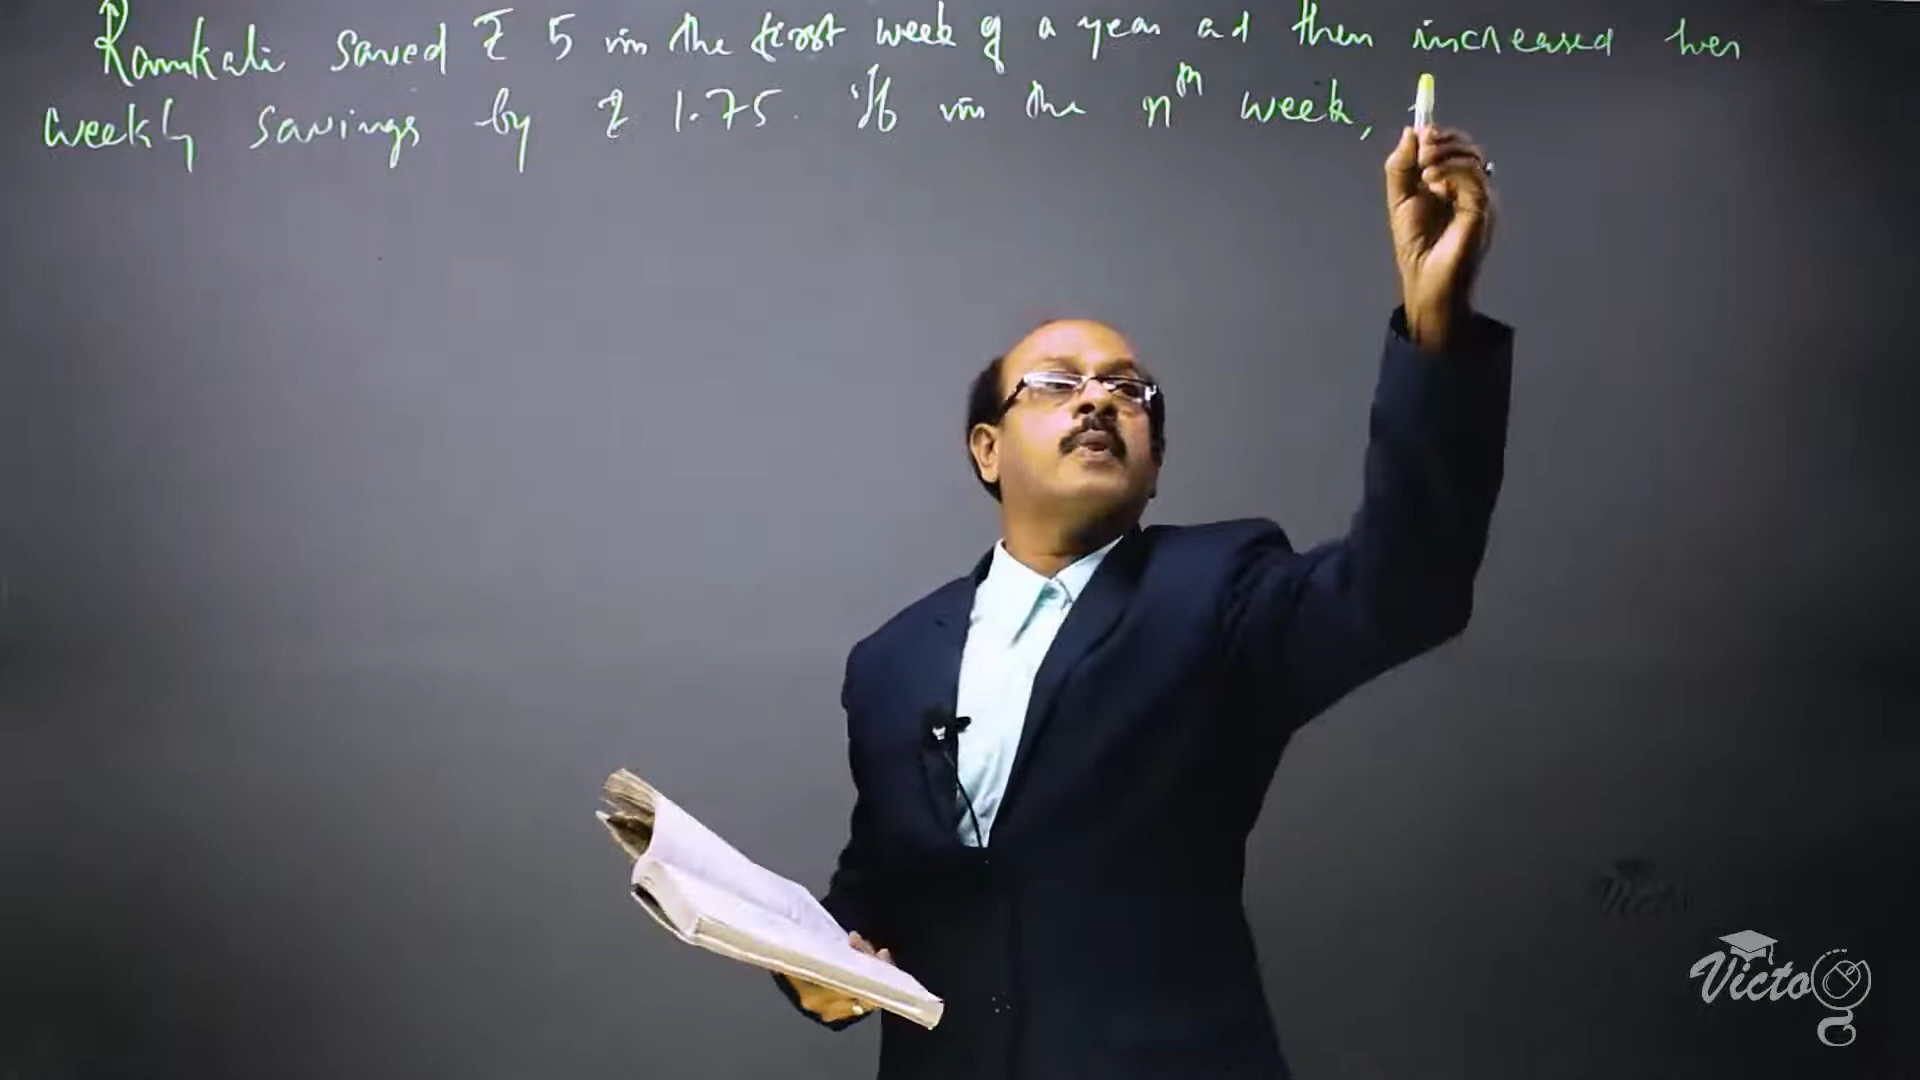 Ramkali saved ₹ 5 in the first week of a year ad then increased her
weekly savings by ₹ 1.75. If in the nth week,
Victo